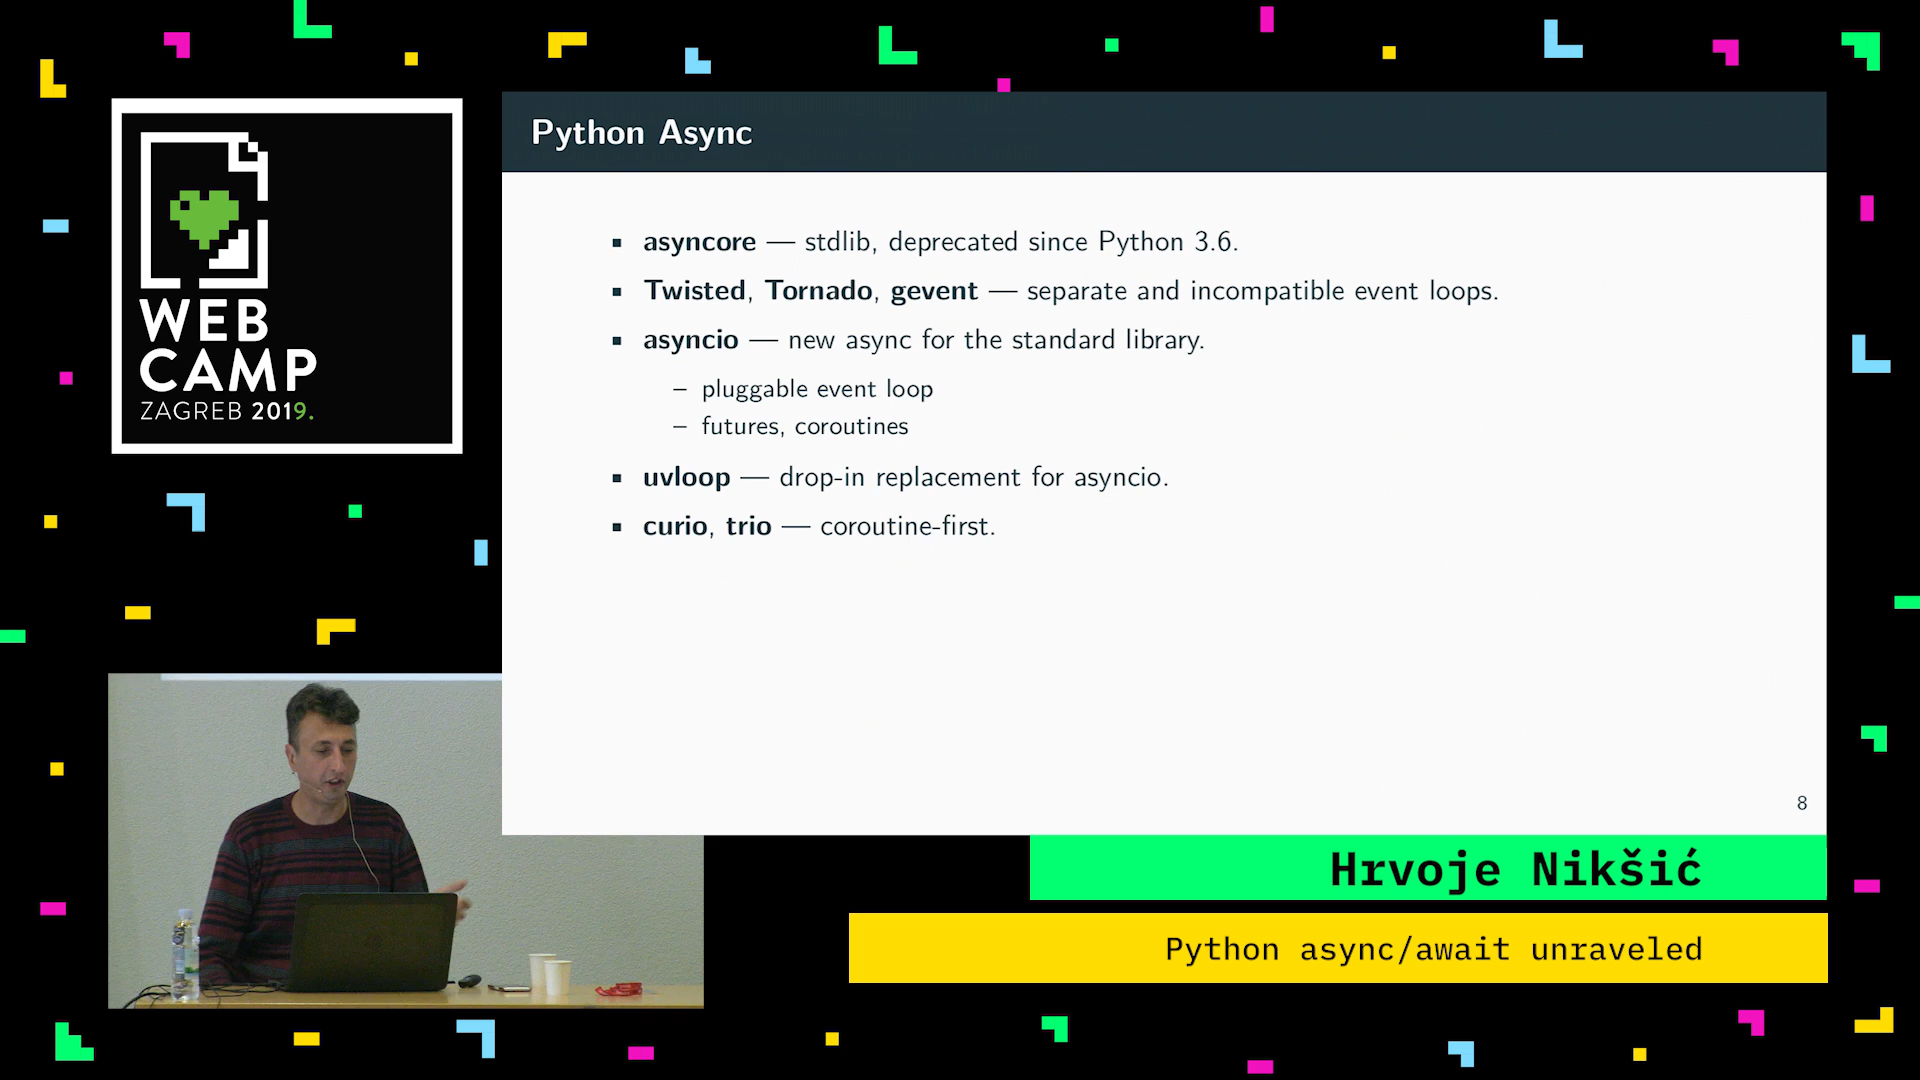 WEB
CAMP
ZAGREB 2019.
Python Async
▪ asyncore — stdlib, deprecated since Python 3.6.
▪ Twisted, Tornado, gevent — separate and incompatible event loops.
▪ asyncio — new async for the standard library.
– pluggable event loop
– futures, coroutines
▪ uvloop — drop-in replacement for asyncio.
▪ curio, trio — coroutine-first.
8
Hrvoje Nikšić
Python async/await unraveled